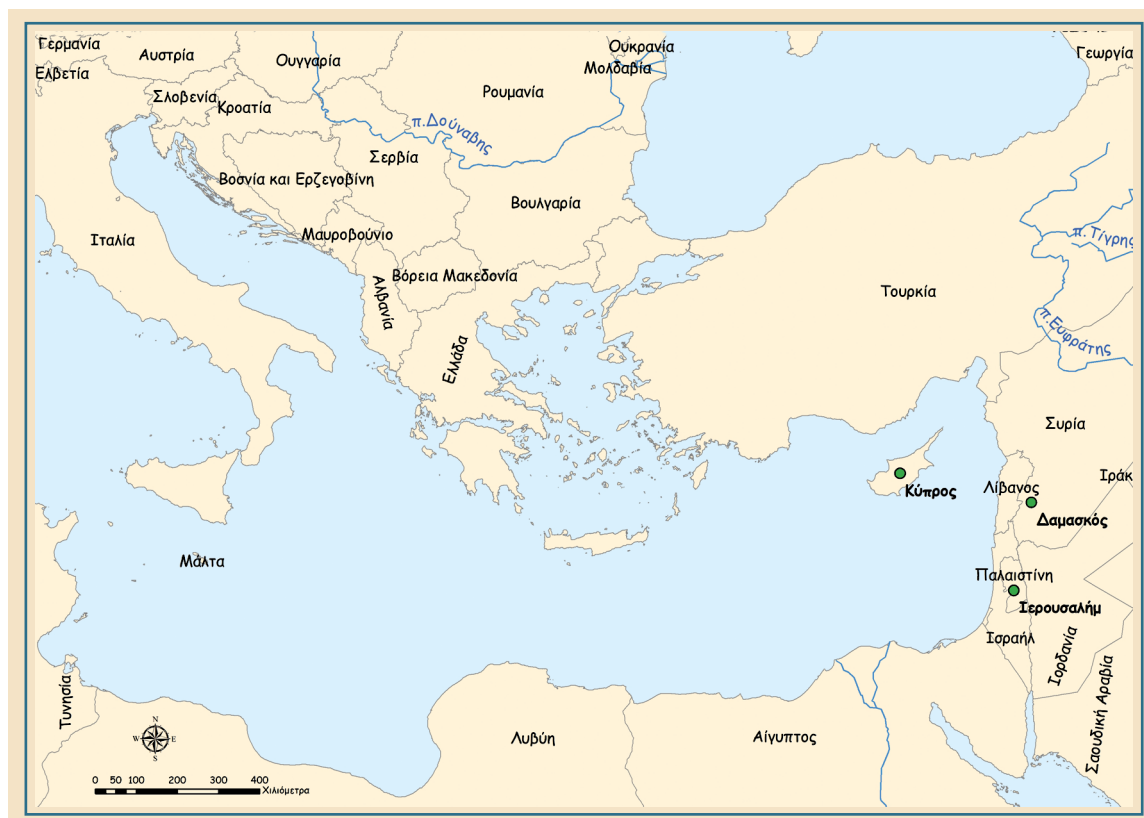 Γερμανία
Αυστρία
Ουγγαρία
Ουκρανία
Γεωργία
Ελβετία
Μολδαβία
Σλοβενία
Κροατία
Ρουμανία
π.Δούναβης
Σερβία
Βοσνία και Ερζεγοβίνη
Βουλγαρία
Μαυροβούνιο
Ιταλία
π. Τίγρης
Βόρεια Μακεδονία
Αλβανία
Τουρκία
π.Ευφράτης
Ελλάδα
Συρία
Ιράκ
Λίβανος
Κύπρος
Δαμασκός
Μάλτα
Παλαιστίνη
Ιερουσαλήμ
Ισραήλ
Ιορδανία
Σαουδική Αραβία
Τυνησία
Λιβύη
Αίγυπτος
N
W E
S
0 50 100 200 300 400
Χιλιόμετρα